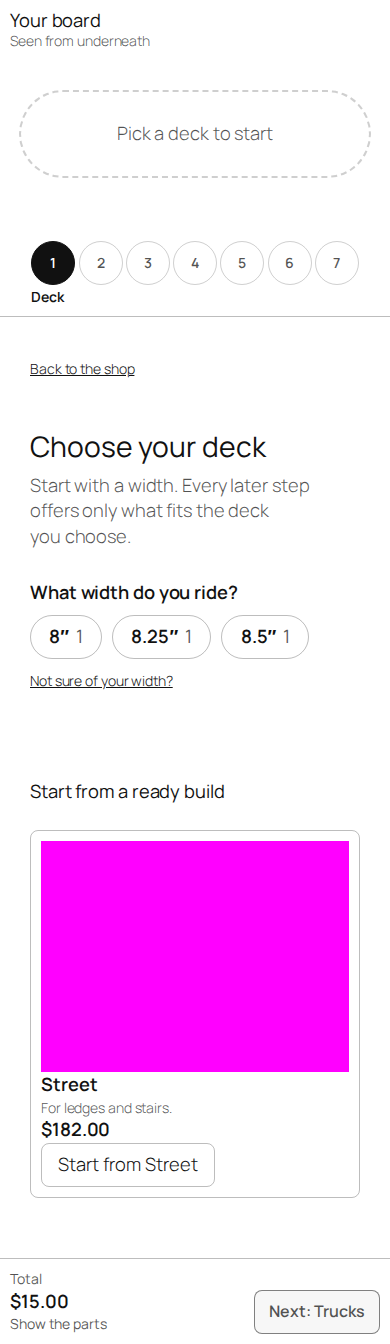 Your board
Seen from underneath
Pick a deck to start
1 2 3 4 5 6 7
Deck
Back to the shop
Choose your deck
Start with a width. Every later step
offers only what fits the deck
you choose.
What width do you ride?
8″ 1 8.25″ 1 8.5″ 1
Not sure of your width?
Start from a ready build
Street
For ledges and stairs.
$182.00
Start from Street
Total
$15.00
Show the parts
Next: Trucks